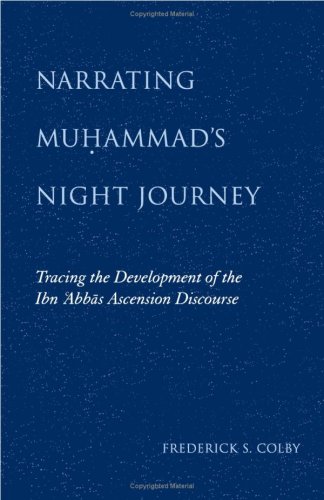 Copyrighted Material
NARRATING
MUḤAMMAD'S
NIGHT JOURNEY
Tracing the Development of the
Ibn ʿAbbās Ascension Discourse
FREDERICK S. COLBY
Copyrighted Material